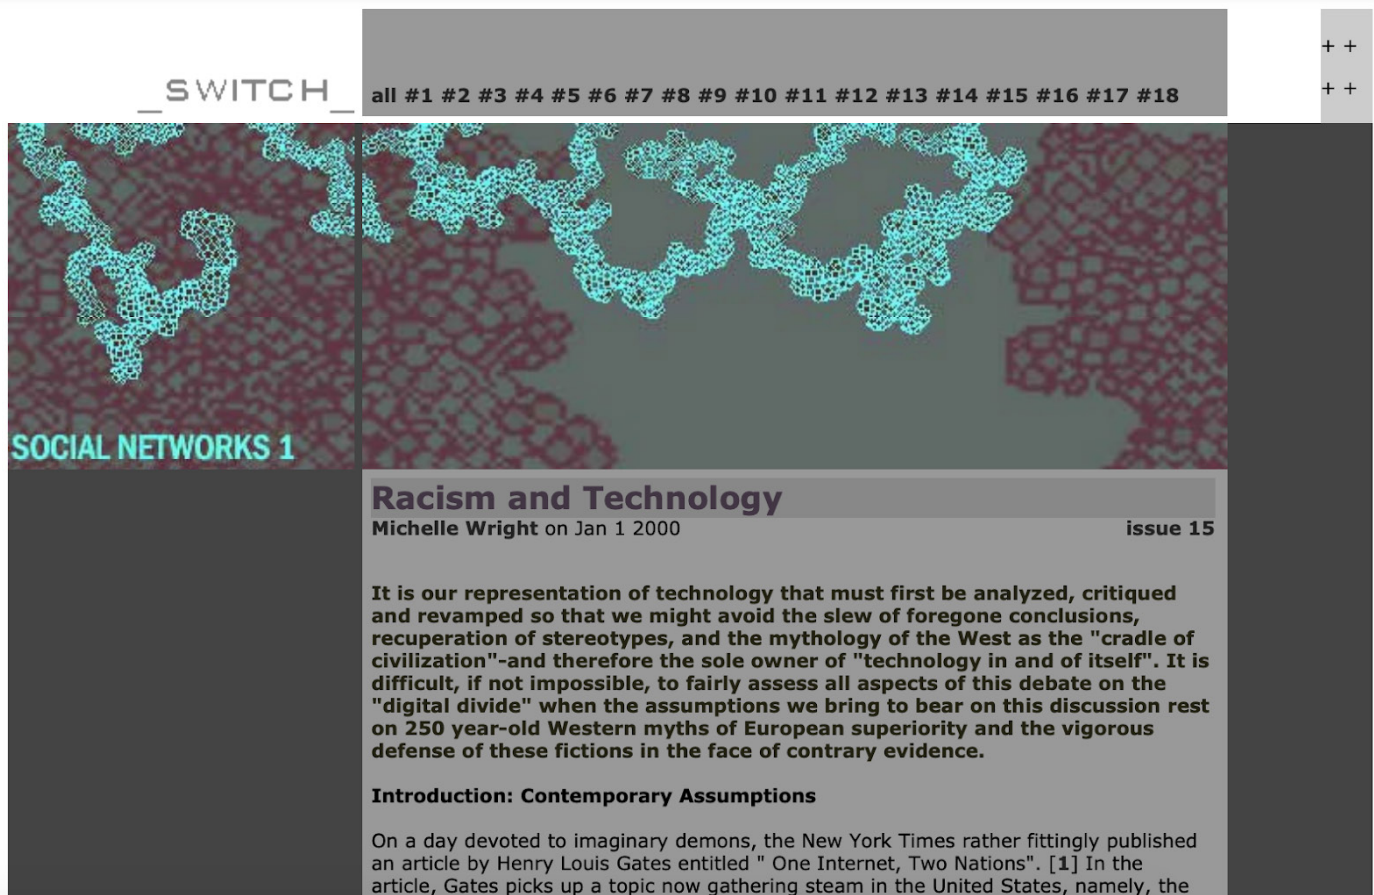 _SWITCH_
all #1 #2 #3 #4 #5 #6 #7 #8 #9 #10 #11 #12 #13 #14 #15 #16 #17 #18
+ +
+ +
SOCIAL NETWORKS 1
Racism and Technology
Michelle Wright on Jan 1 2000 issue 15
It is our representation of technology that must first be analyzed, critiqued
and revamped so that we might avoid the slew of foregone conclusions,
recuperation of stereotypes, and the mythology of the West as the "cradle of
civilization"-and therefore the sole owner of "technology in and of itself". It is
difficult, if not impossible, to fairly assess all aspects of this debate on the
"digital divide" when the assumptions we bring to bear on this discussion rest
on 250 year-old Western myths of European superiority and the vigorous
defense of these fictions in the face of contrary evidence.
Introduction: Contemporary Assumptions
On a day devoted to imaginary demons, the New York Times rather fittingly published
an article by Henry Louis Gates entitled " One Internet, Two Nations". [1] In the
article, Gates picks up a topic now gathering steam in the United States, namely, the